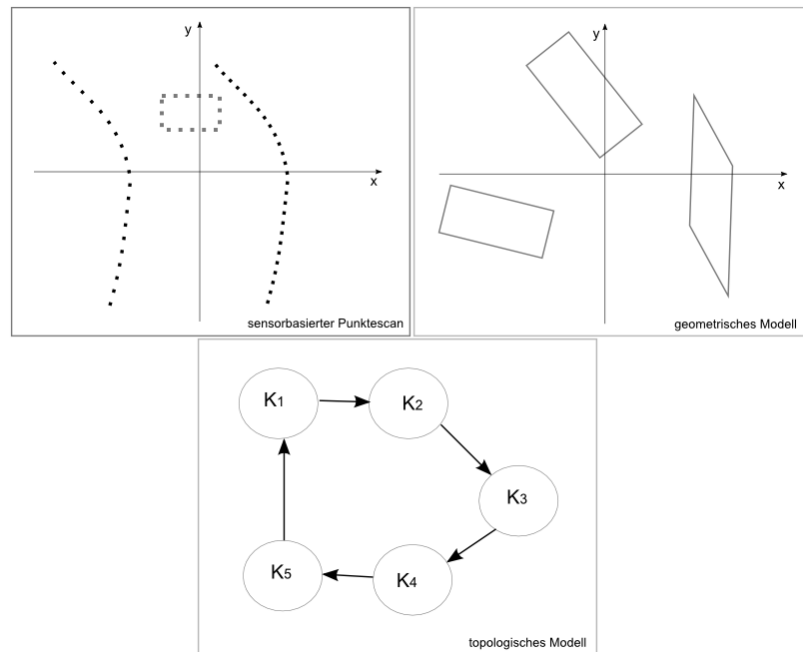 y
x
sensorbasierter Punktescan
y
x
geometrisches Modell
K1
K2
K3
K4
K5
topologisches Modell